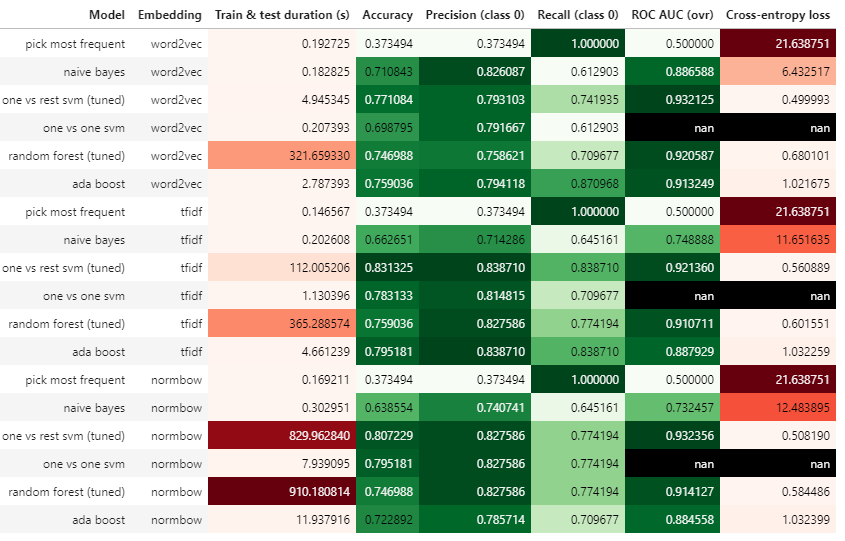 Model Embedding Train & test duration (s) Accuracy Precision (class 0) Recall (class 0) ROC AUC (ovr) Cross-entropy loss
pick most frequent word2vec 0.192725 0.373494 0.373494 1.000000 0.500000 21.638751
naive bayes word2vec 0.182825 0.710843 0.826087 0.612903 0.886588 6.432517
one vs rest svm (tuned) word2vec 4.945345 0.771084 0.793103 0.741935 0.932125 0.499993
one vs one svm word2vec 0.207393 0.698795 0.791667 0.612903 nan nan
random forest (tuned) word2vec 321.659330 0.746988 0.758621 0.709677 0.920587 0.680101
ada boost word2vec 2.787393 0.759036 0.794118 0.870968 0.913249 1.021675
pick most frequent tfidf 0.146567 0.373494 0.373494 1.000000 0.500000 21.638751
naive bayes tfidf 0.202608 0.662651 0.714286 0.645161 0.748888 11.651635
one vs rest svm (tuned) tfidf 112.005206 0.831325 0.838710 0.838710 0.921360 0.560889
one vs one svm tfidf 1.130396 0.783133 0.814815 0.709677 nan nan
random forest (tuned) tfidf 365.288574 0.759036 0.827586 0.774194 0.910711 0.601551
ada boost tfidf 4.661239 0.795181 0.838710 0.838710 0.887929 1.032259
pick most frequent normbow 0.169211 0.373494 0.373494 1.000000 0.500000 21.638751
naive bayes normbow 0.302951 0.638554 0.740741 0.645161 0.732457 12.483895
one vs rest svm (tuned) normbow 829.962840 0.807229 0.827586 0.774194 0.932356 0.508190
one vs one svm normbow 7.939095 0.795181 0.827586 0.774194 nan nan
random forest (tuned) normbow 910.180814 0.746988 0.827586 0.774194 0.914127 0.584486
ada boost normbow 11.937916 0.722892 0.785714 0.709677 0.884558 1.032399